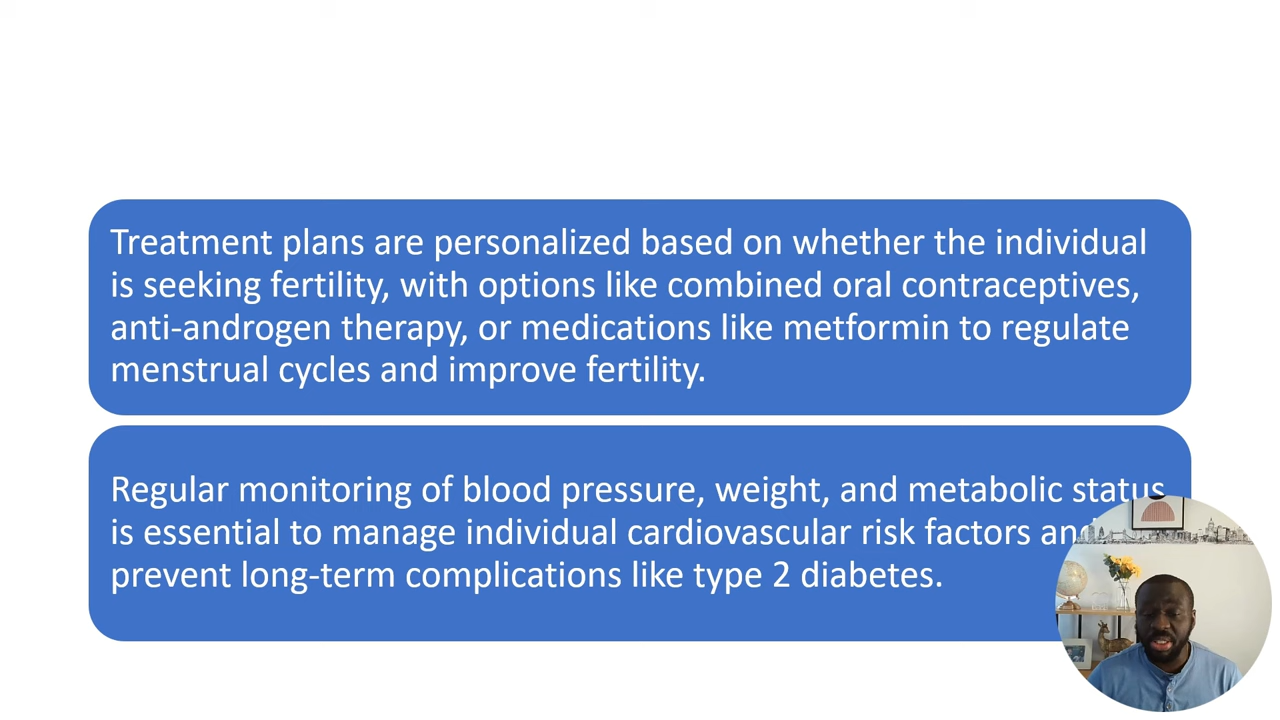 Treatment plans are personalized based on whether the individual
is seeking fertility, with options like combined oral contraceptives,
anti-androgen therapy, or medications like metformin to regulate
menstrual cycles and improve fertility.
Regular monitoring of blood pressure, weight, and metabolic status
is essential to manage individual cardiovascular risk factors and
prevent long-term complications like type 2 diabetes.